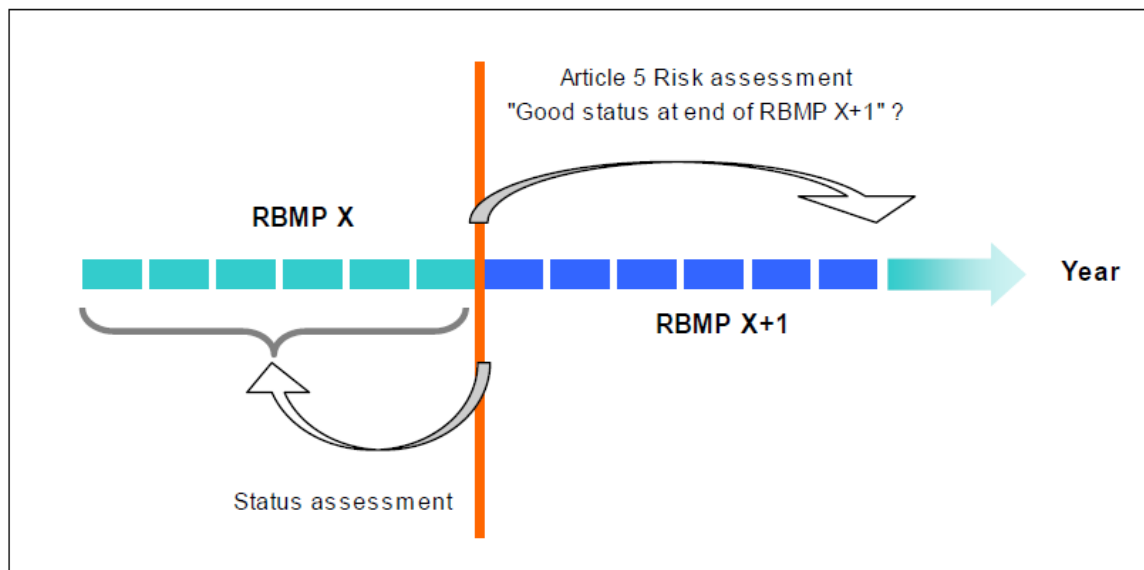 Article 5 Risk assessment
"Good status at end of RBMP X+1" ?
RBMP X
Year
RBMP X+1
Status assessment